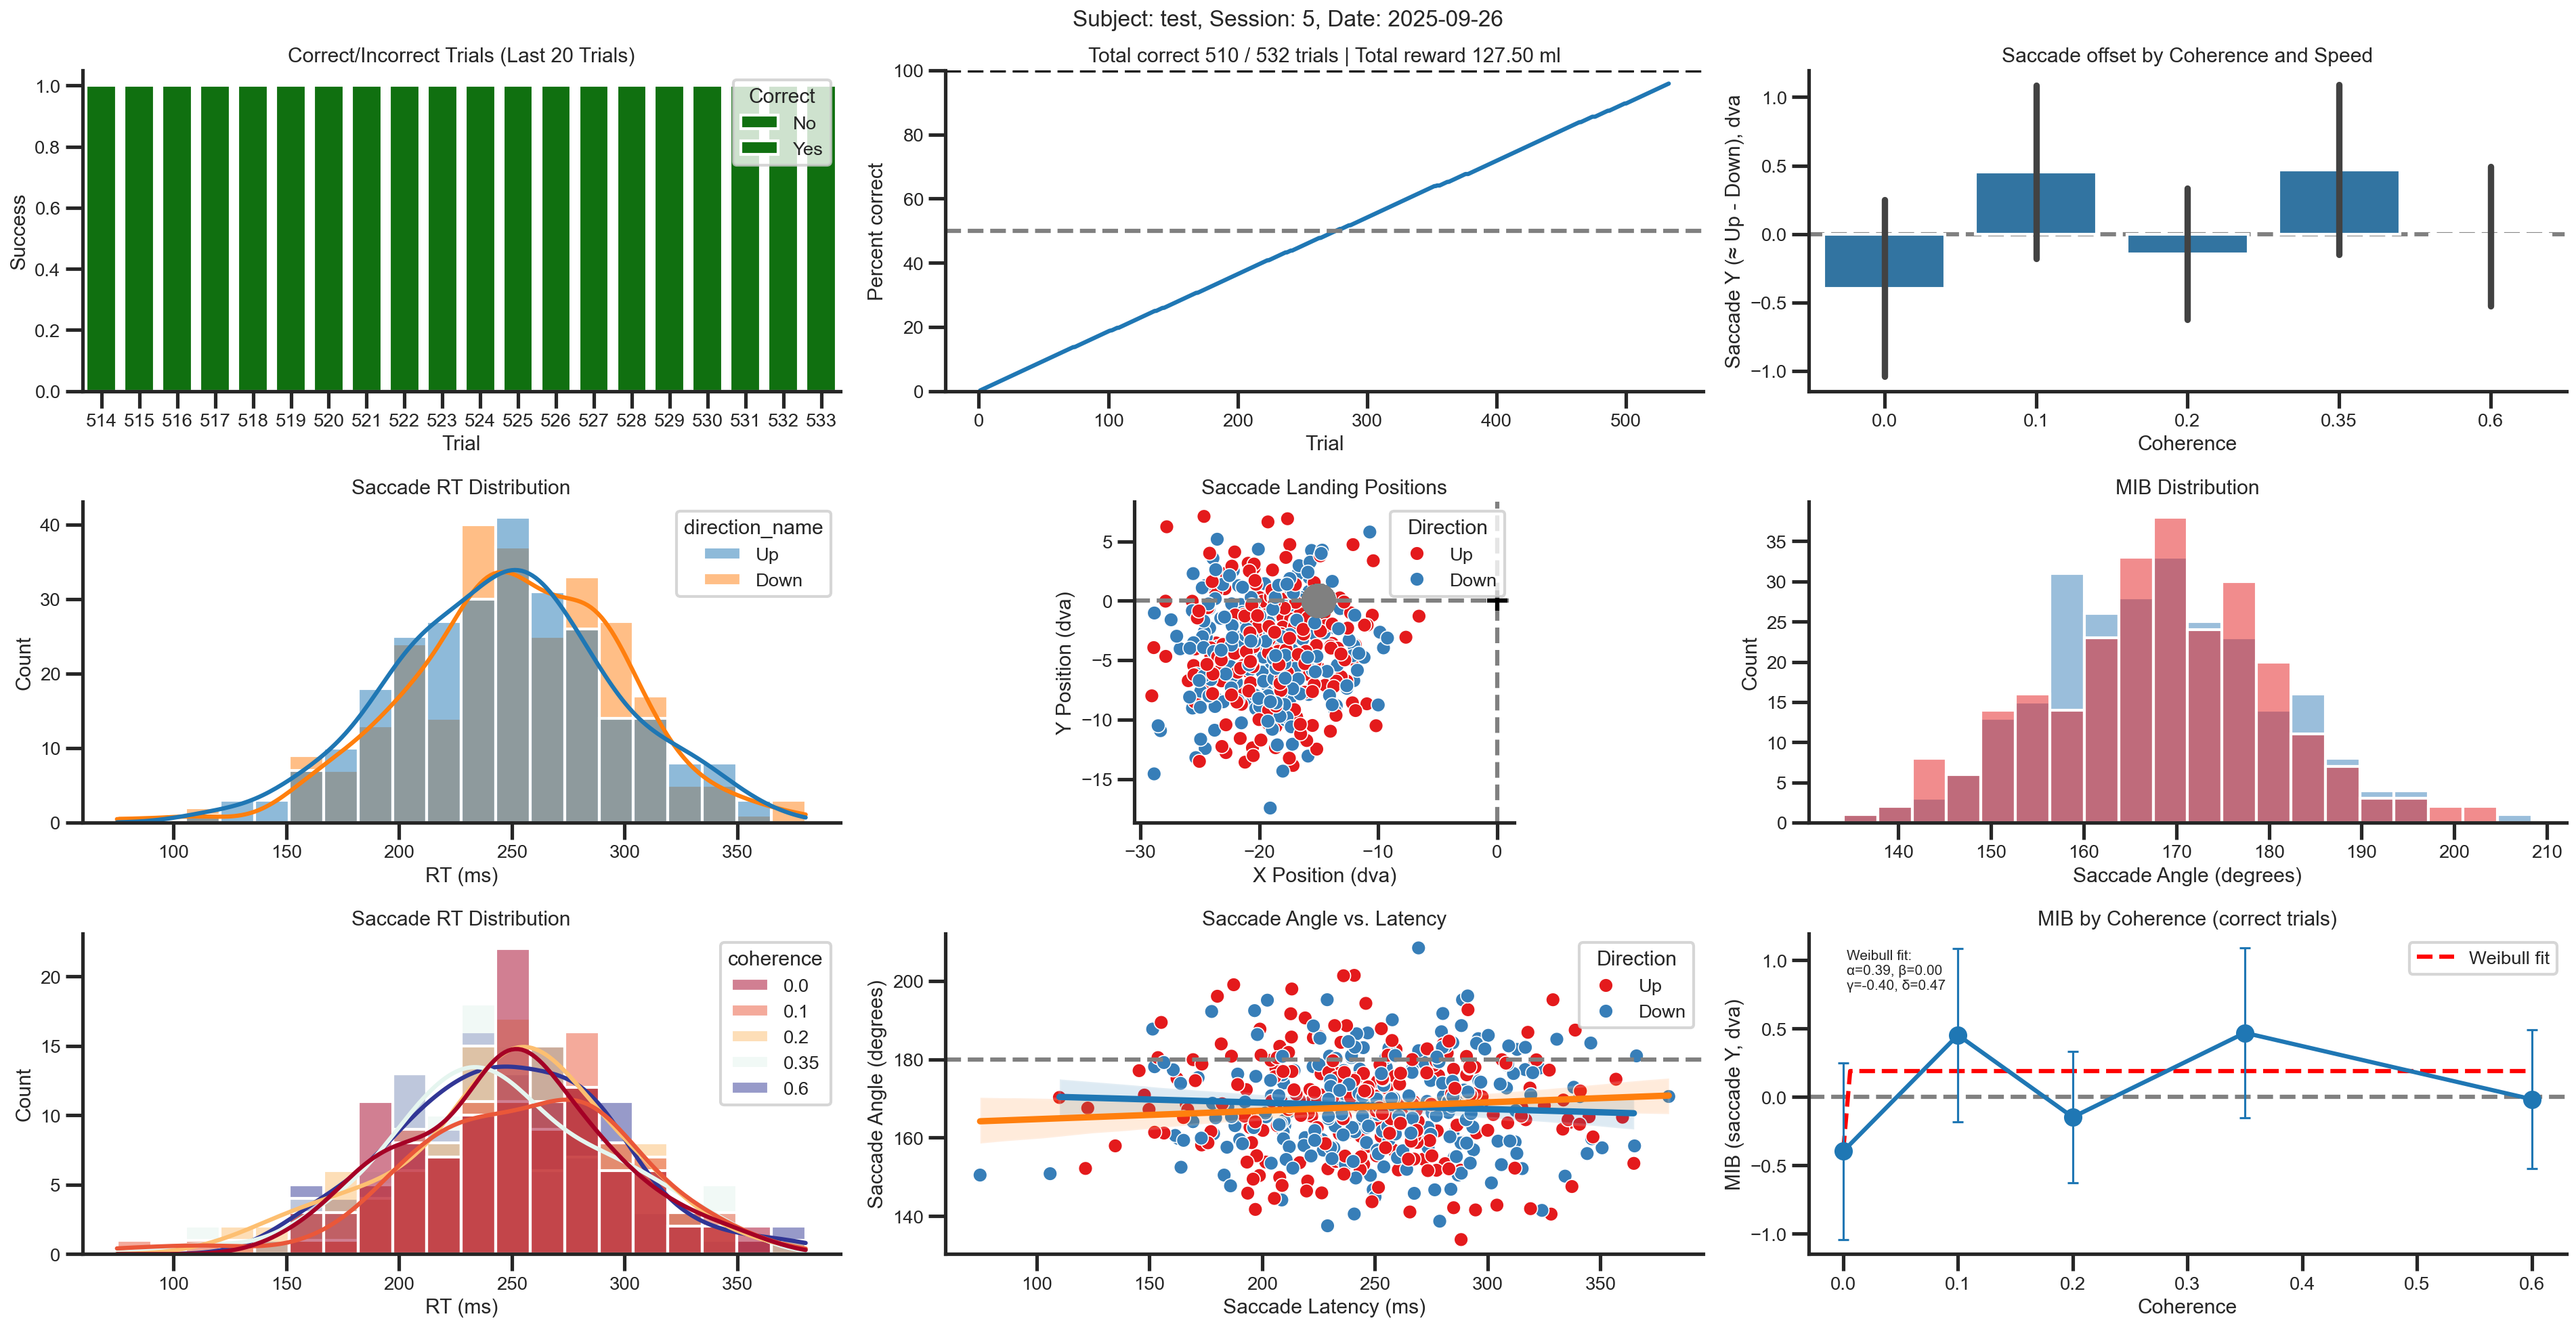 Subject: test, Session: 5, Date: 2025-09-26
Correct/Incorrect Trials (Last 20 Trials)
Success
1.0
0.8
0.6
0.4
0.2
0.0
Correct
No
Yes
514 515 516 517 518 519 520 521 522 523 524 525 526 527 528 529 530 531 532 533
Trial
Total correct 510 / 532 trials | Total reward 127.50 ml
Percent correct
100
80
60
40
20
0
0 100 200 300 400 500
Trial
Saccade offset by Coherence and Speed
Saccade Y (≈ Up - Down), dva
1.0
0.5
0.0
−0.5
−1.0
0.0 0.1 0.2 0.35 0.6
Coherence
Saccade RT Distribution
Count
40
30
20
10
0
direction_name
Up
Down
100 150 200 250 300 350
RT (ms)
Saccade Landing Positions
Y Position (dva)
5
0
−5
−10
−15
Direction
Up
Down
−30 −20 −10 0
X Position (dva)
MIB Distribution
Count
35
30
25
20
15
10
5
0
140 150 160 170 180 190 200 210
Saccade Angle (degrees)
Saccade RT Distribution
Count
20
15
10
5
0
coherence
0.0
0.1
0.2
0.35
0.6
100 150 200 250 300 350
RT (ms)
Saccade Angle vs. Latency
Saccade Angle (degrees)
200
180
160
140
Direction
Up
Down
100 150 200 250 300 350
Saccade Latency (ms)
MIB by Coherence (correct trials)
MIB (saccade Y, dva)
1.0
0.5
0.0
−0.5
−1.0
Weibull fit:
α=0.39, β=0.00
γ=-0.40, δ=0.47
Weibull fit
0.0 0.1 0.2 0.3 0.4 0.5 0.6
Coherence